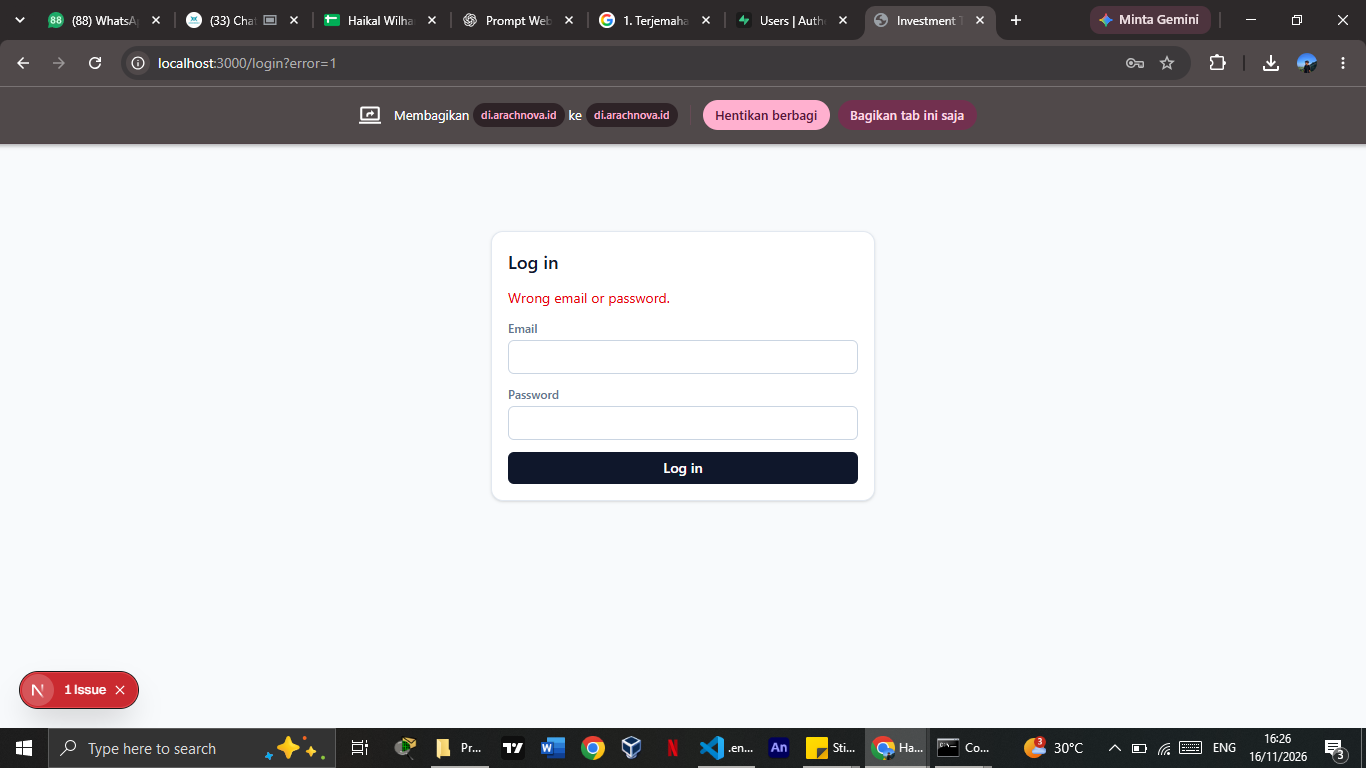 88 (88) WhatsA
(33) Chat
Haikal Wilha
Prompt Web
1. Terjemaha
Users | Authe
Investment T
Minta Gemini
localhost:3000/login?error=1
Membagikan di.arachnova.id ke di.arachnova.id Hentikan berbagi Bagikan tab ini saja
Log in
Wrong email or password.
Email
Password
Log in
N 1 Issue
Type here to search
Pr...
W
N
.en...
An
Sti...
Ha...
Co...
3
30°C
ENG
16:26
16/11/2026
3